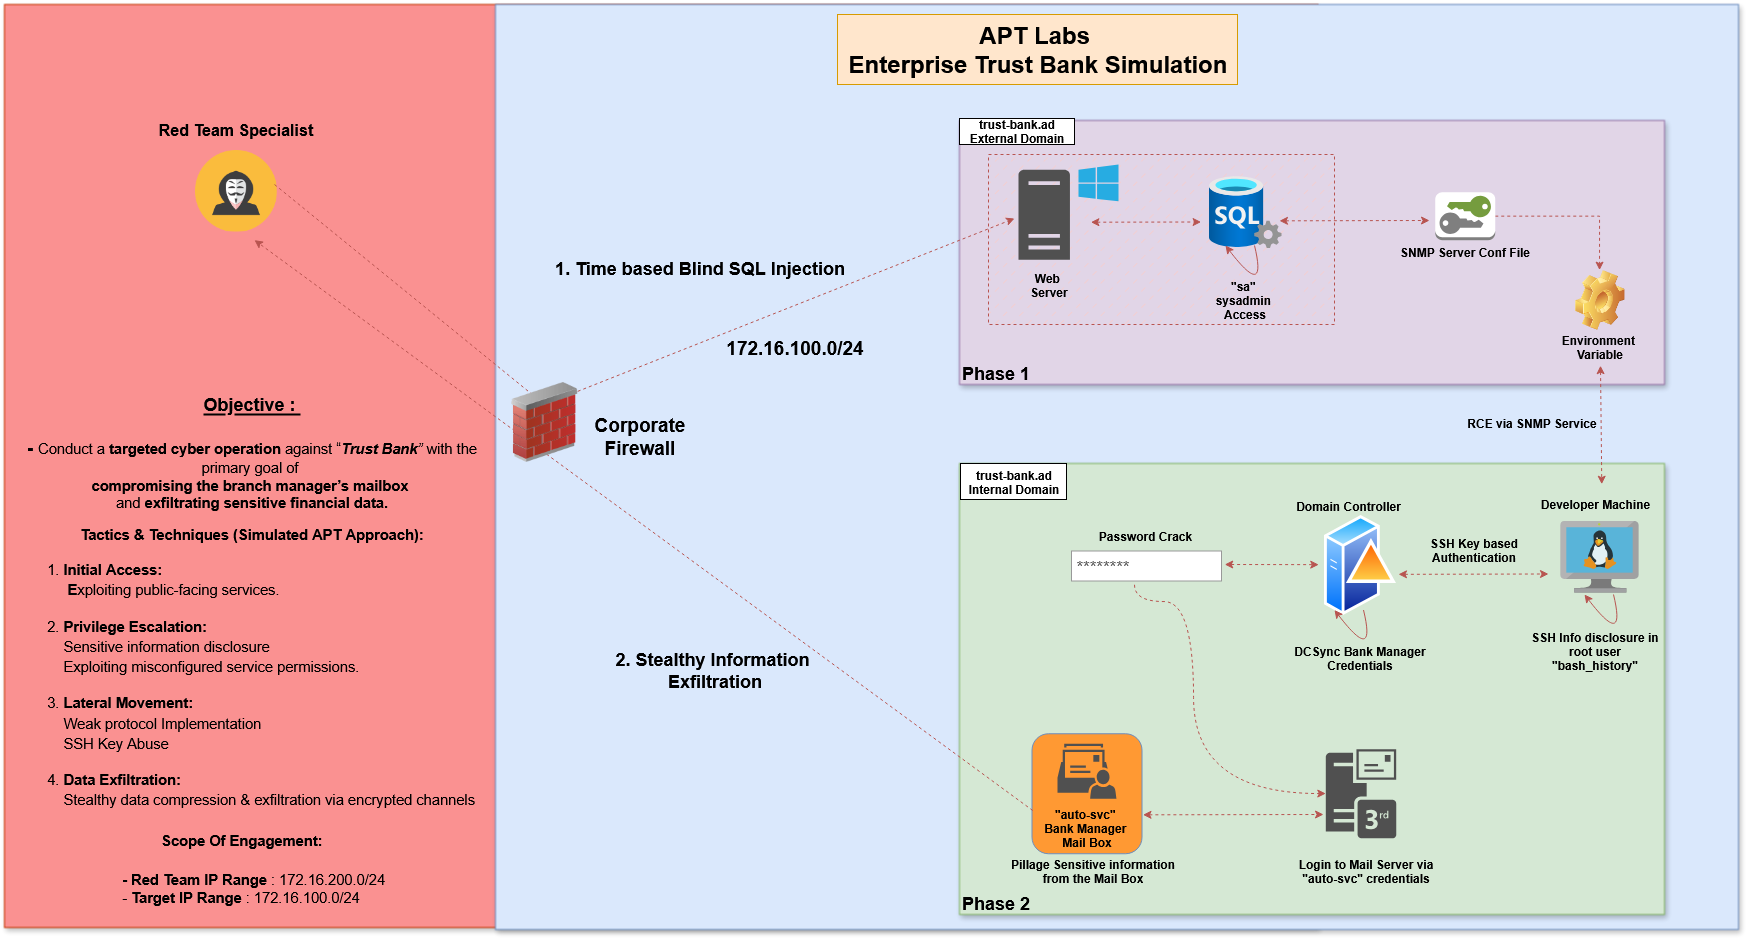 APT Labs
Enterprise Trust Bank Simulation
Red Team Specialist
Objective :
- Conduct a targeted cyber operation against “Trust Bank” with the
primary goal of
compromising the branch manager’s mailbox
and exfiltrating sensitive financial data.
Tactics & Techniques (Simulated APT Approach):
1. Initial Access:
Exploiting public-facing services.
2. Privilege Escalation:
Sensitive information disclosure
Exploiting misconfigured service permissions.
3. Lateral Movement:
Weak protocol Implementation
SSH Key Abuse
4. Data Exfiltration:
Stealthy data compression & exfiltration via encrypted channels
Scope Of Engagement:
- Red Team IP Range : 172.16.200.0/24
- Target IP Range : 172.16.100.0/24
1. Time based Blind SQL Injection
172.16.100.0/24
Corporate
Firewall
2. Stealthy Information
Exfiltration
trust-bank.ad
External Domain
Web
Server
SQL
"sa"
sysadmin
Access
SNMP Server Conf File
Environment
Variable
Phase 1
RCE via SNMP Service
trust-bank.ad
Internal Domain
Password Crack
********
Domain Controller
DCSync Bank Manager
Credentials
SSH Key based
Authentication
Developer Machine
SSH Info disclosure in
root user
"bash_history"
"auto-svc"
Bank Manager
Mail Box
Pillage Sensitive information
from the Mail Box
3rd
Login to Mail Server via
"auto-svc" credentials
Phase 2